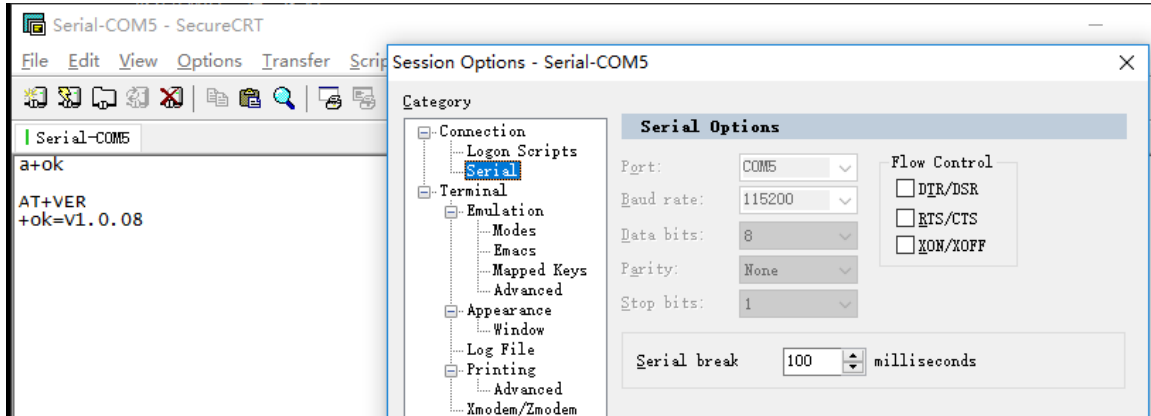 Serial-COM5 - SecureCRT
File Edit View Options Transfer Scrip
Serial-COM5
a+ok
AT+VER
+ok=V1.0.08
Session Options - Serial-COM5
Category
Connection
Logon Scripts
Serial
Terminal
Emulation
Modes
Emacs
Mapped Keys
Advanced
Appearance
Window
Log File
Printing
Advanced
Xmodem/Zmodem
Serial Options
Port: COM5
Baud rate: 115200
Data bits: 8
Parity: None
Stop bits: 1
Flow Control
DTR/DSR
RTS/CTS
XON/XOFF
Serial break 100 milliseconds